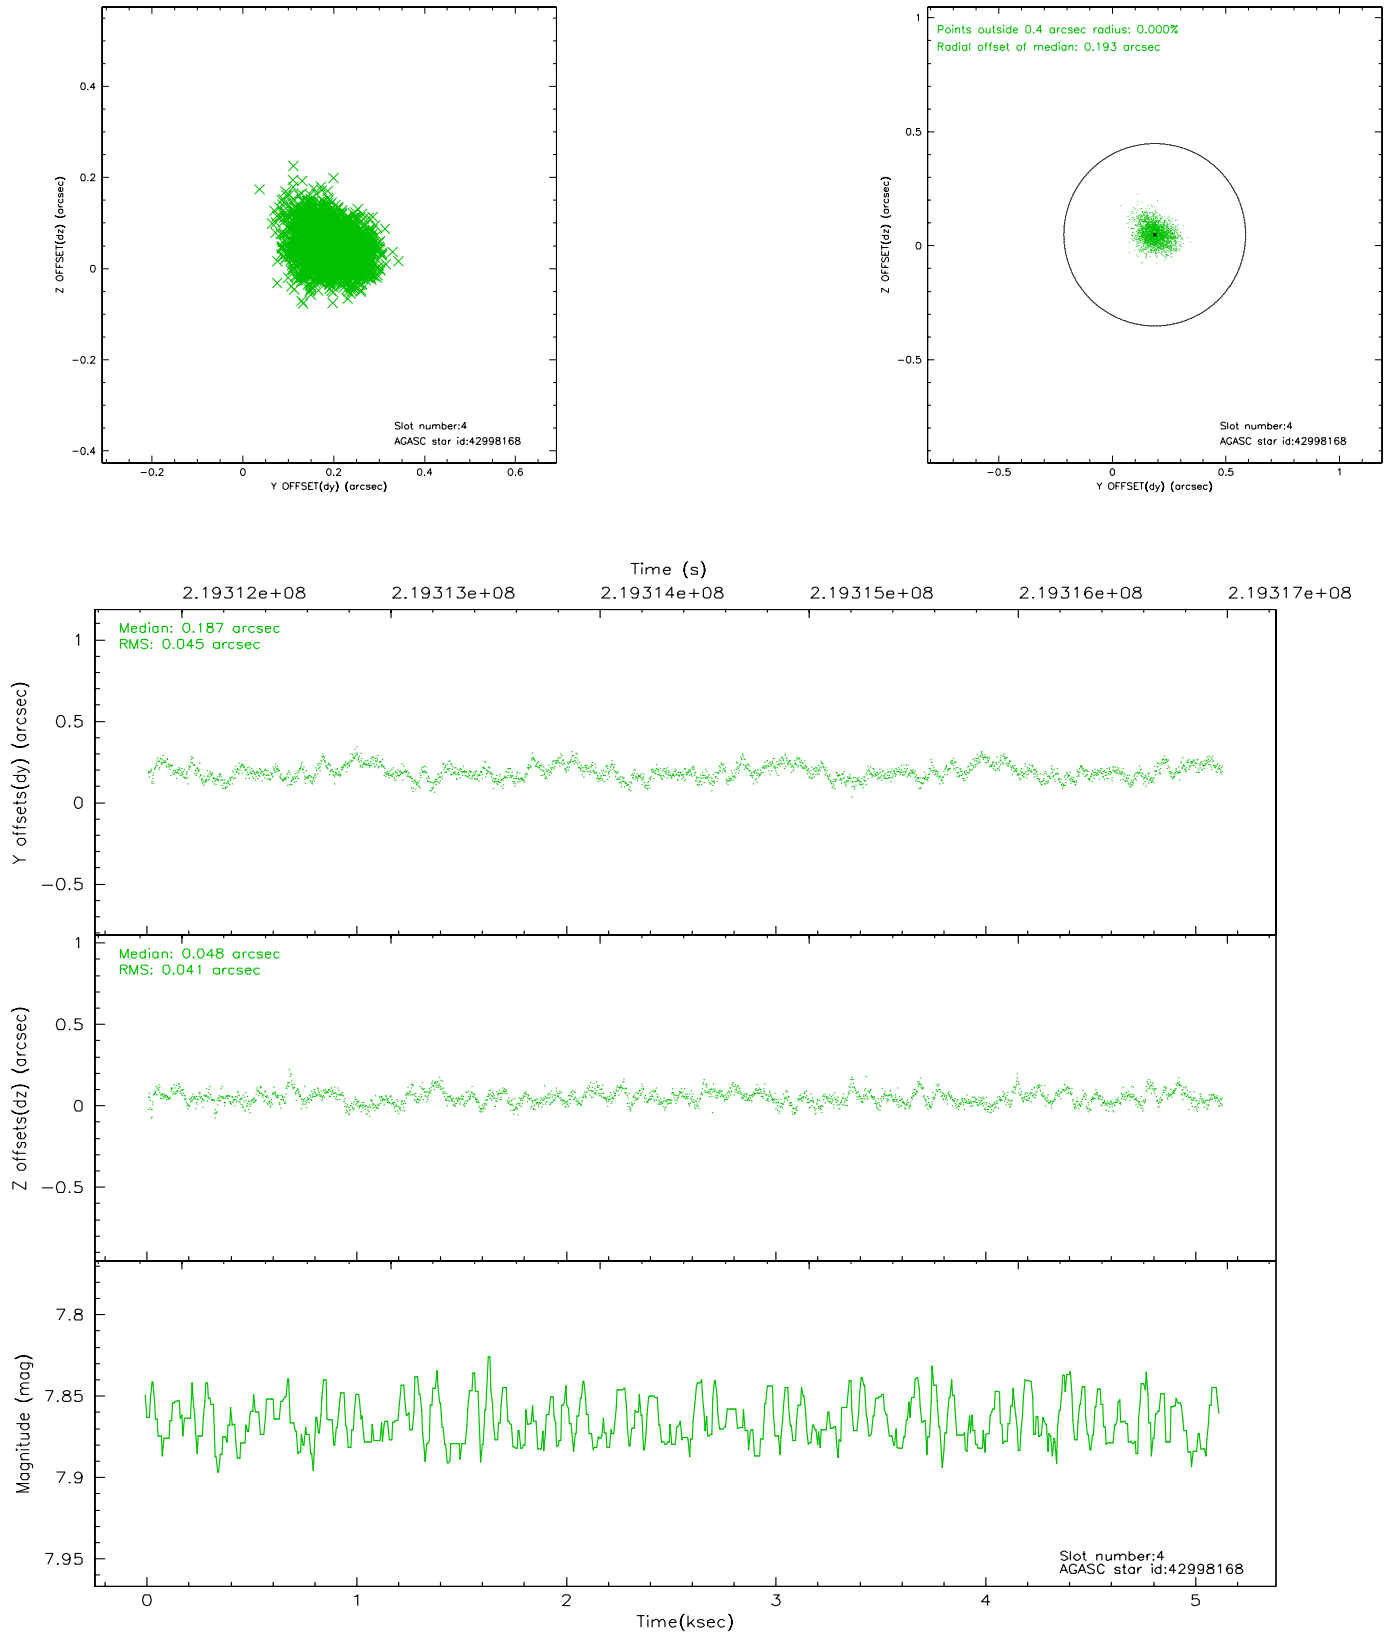 0.4
0.2
0
−0.2
−0.4
Z OFFSET(dz) (arcsec)
Slot number:4
AGASC star id:42998168
−0.2 0 0.2 0.4 0.6
Y OFFSET(dy) (arcsec)
Points outside 0.4 arcsec radius: 0.000%
Radial offset of median: 0.193 arcsec
1
0.5
0
−0.5
Z OFFSET(dz) (arcsec)
Slot number:4
AGASC star id:42998168
−0.5 0 0.5 1
Y OFFSET(dy) (arcsec)
Time (s)
2.19312e+08 2.19313e+08 2.19314e+08 2.19315e+08 2.19316e+08 2.19317e+08
Median: 0.187 arcsec
RMS: 0.045 arcsec
1
0.5
0
−0.5
Y offsets(dy) (arcsec)
Median: 0.048 arcsec
RMS: 0.041 arcsec
1
0.5
0
−0.5
Z offsets(dz) (arcsec)
7.8
7.85
7.9
7.95
Magnitude (mag)
Slot number:4
AGASC star id:42998168
0 1 2 3 4 5
Time(ksec)